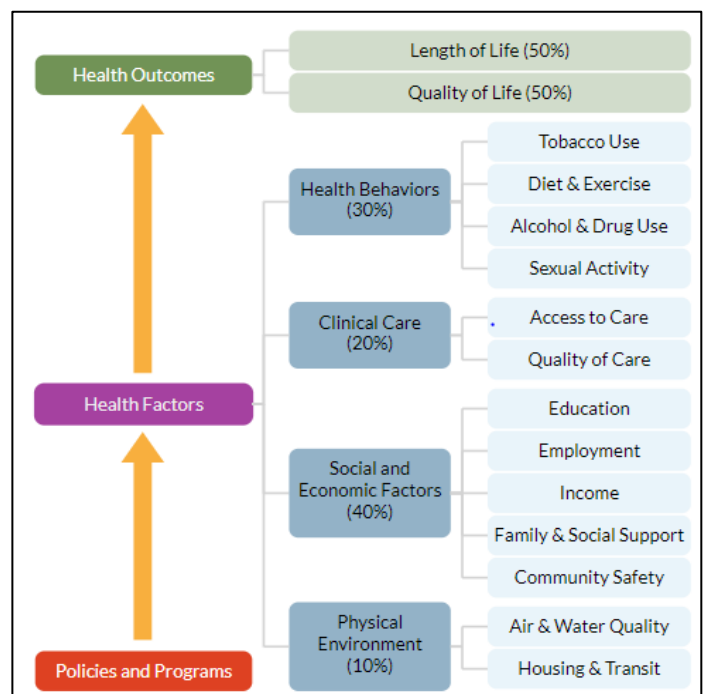 Health Outcomes
Length of Life (50%)
Quality of Life (50%)
Health Behaviors
(30%)
Tobacco Use
Diet & Exercise
Alcohol & Drug Use
Sexual Activity
Clinical Care
(20%)
Access to Care
Quality of Care
Health Factors
Social and
Economic Factors
(40%)
Education
Employment
Income
Family & Social Support
Community Safety
Physical
Environment
(10%)
Air & Water Quality
Housing & Transit
Policies and Programs